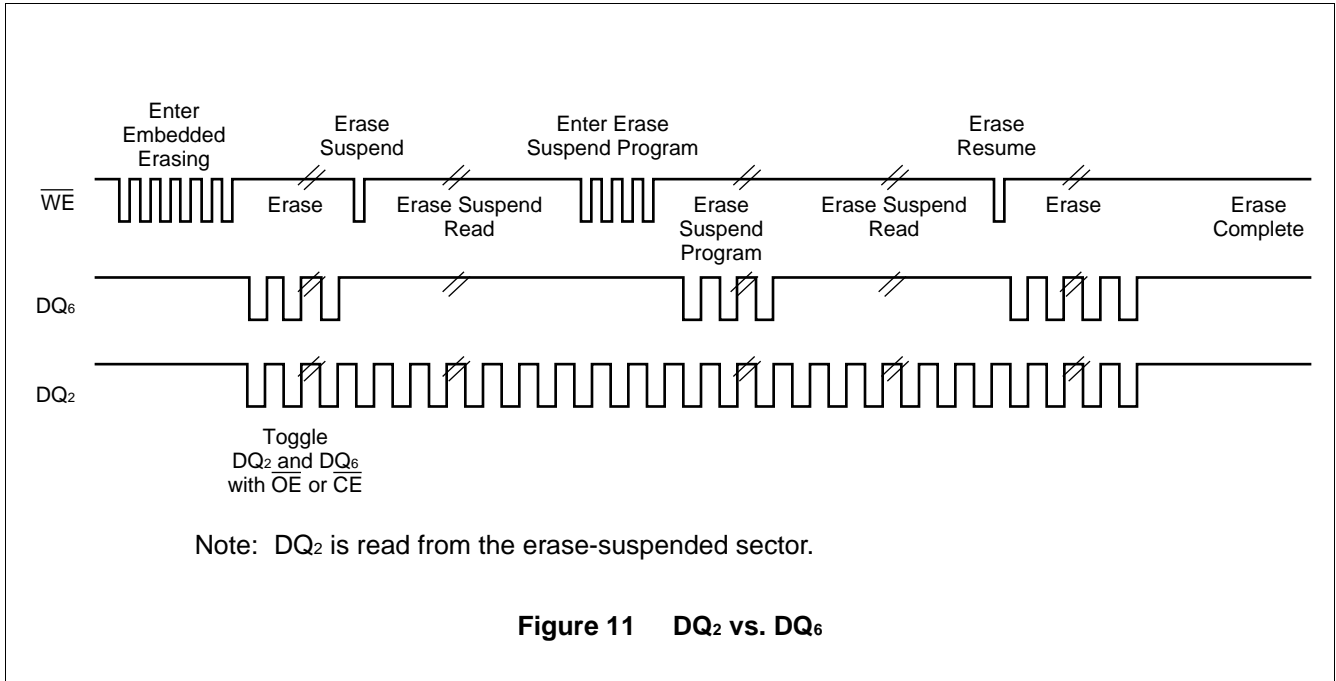 Enter
Embedded
Erasing
Erase
Suspend
Enter Erase
Suspend Program
Erase
Resume
WE
Erase
Erase Suspend
Read
Erase
Suspend
Program
Erase Suspend
Read
Erase
Erase
Complete
DQ6
DQ2
Toggle
DQ2 and DQ6
with OE or CE
Note: DQ2 is read from the erase-suspended sector.
Figure 11 DQ2 vs. DQ6